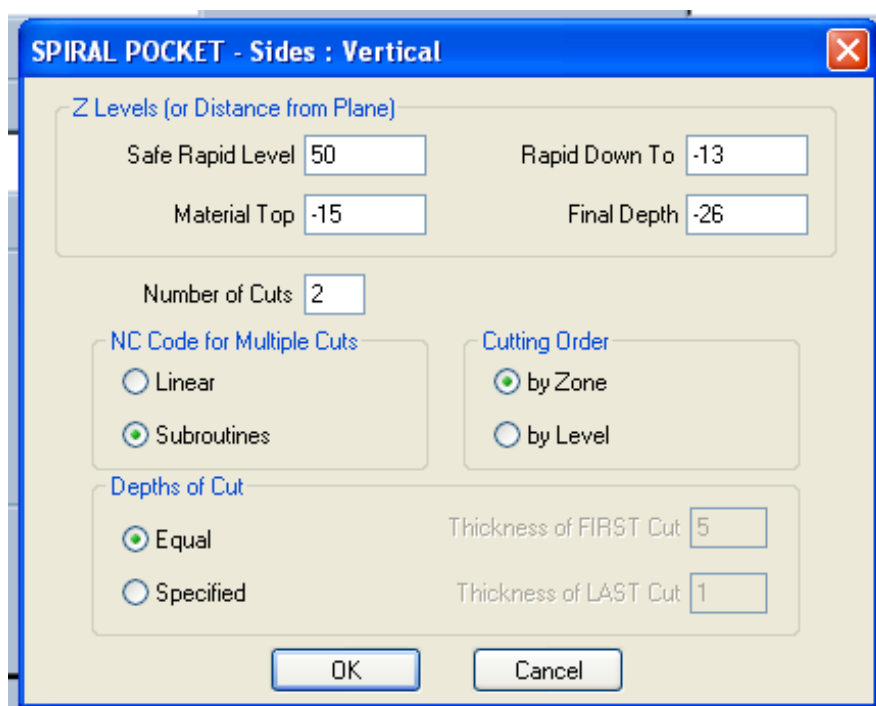 SPIRAL POCKET - Sides : Vertical
Z Levels (or Distance from Plane)
Safe Rapid Level 50 Rapid Down To -13
Material Top -15 Final Depth -26
Number of Cuts 2
NC Code for Multiple Cuts Cutting Order
Linear by Zone
Subroutines by Level
Depths of Cut
Equal Thickness of FIRST Cut 5
Specified Thickness of LAST Cut 1
OK Cancel